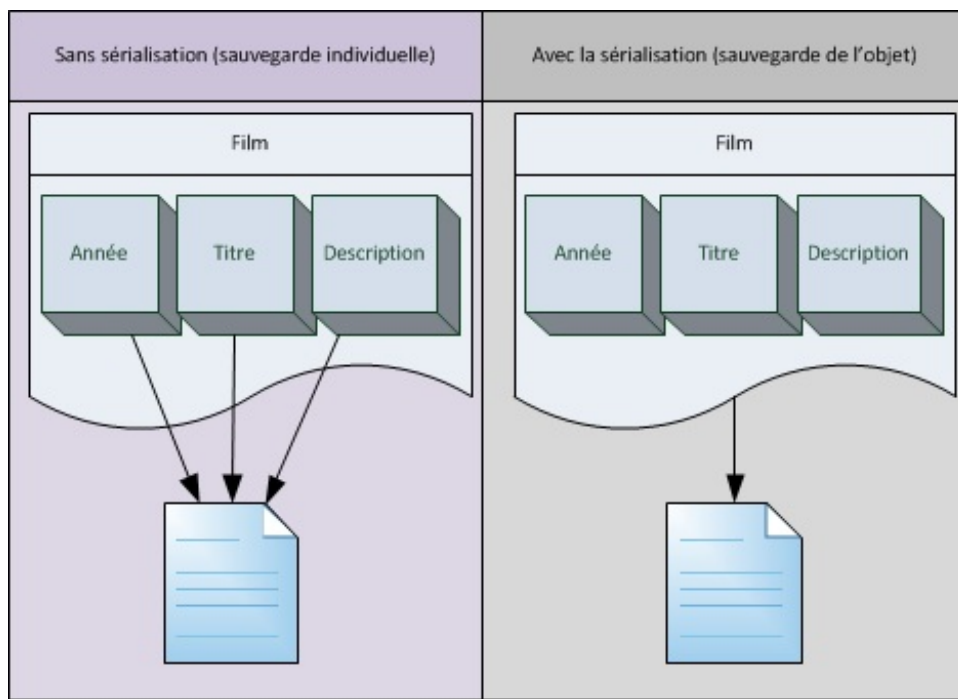 Sans sérialisation (sauvegarde individuelle)
Avec la sérialisation (sauvegarde de l'objet)
Film
Année
Titre
Description
Film
Année
Titre
Description